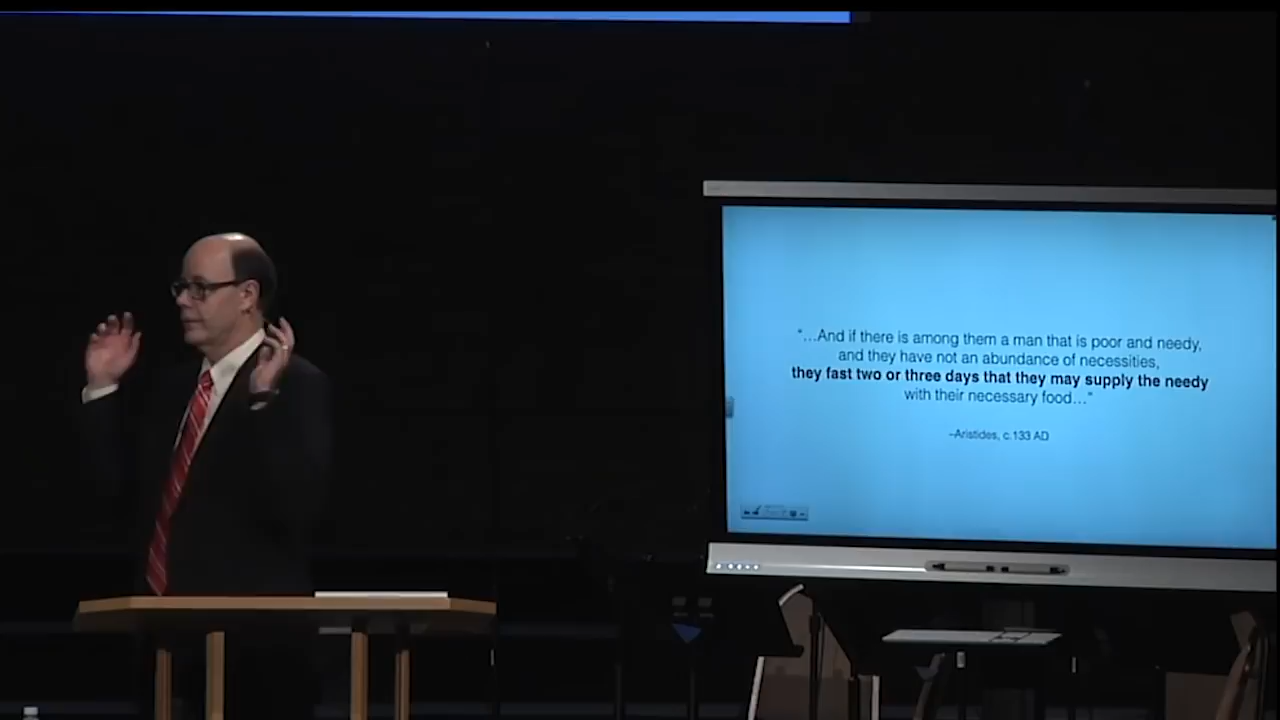 “…And if there is among them a man that is poor and needy,
and they have not an abundance of necessities,
they fast two or three days that they may supply the needy
with their necessary food…”
–Aristides, c.133 AD